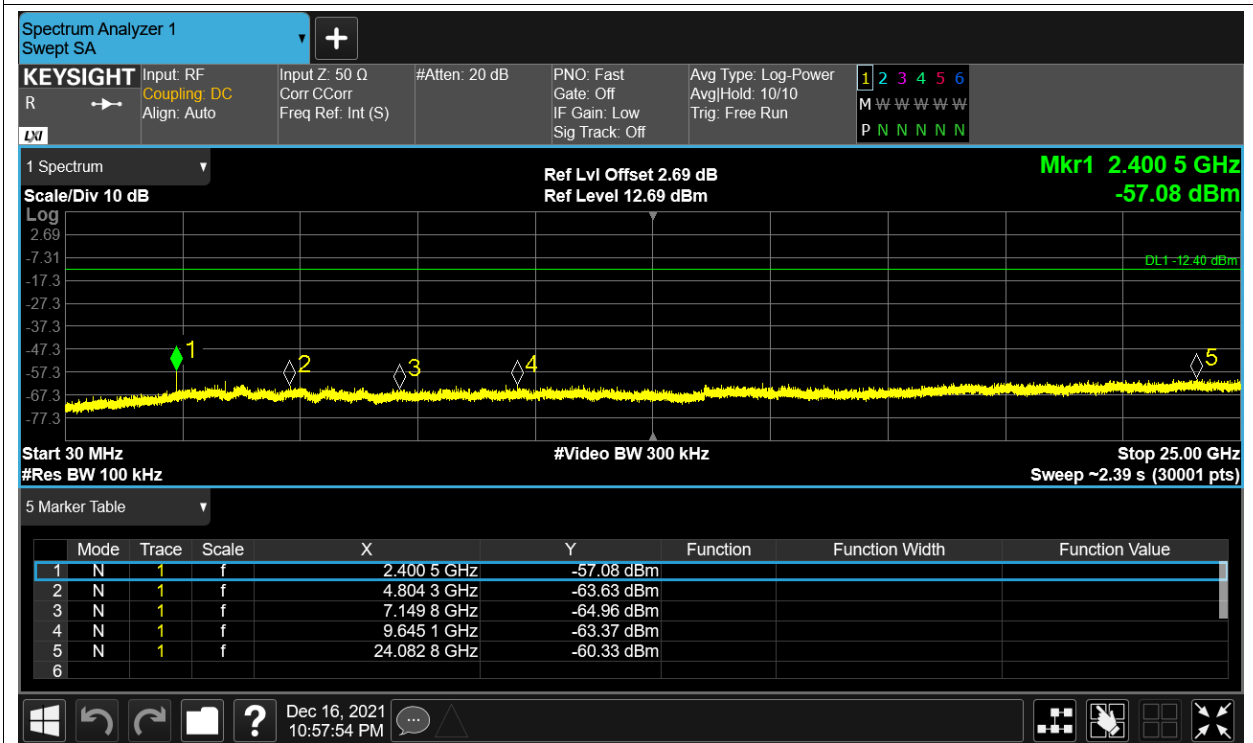 Spectrum Analyzer 1
Swept SA
KEYSIGHT
R
LXI
Input: RF
Coupling: DC
Align: Auto
Input Z: 50 Ω
Corr CCorr
Freq Ref: Int (S)
#Atten: 20 dB
PNO: Fast
Gate: Off
IF Gain: Low
Sig Track: Off
Avg Type: Log-Power
Avg|Hold: 10/10
Trig: Free Run
1 2 3 4 5 6
M W W W W W
P N N N N N
1 Spectrum
Scale/Div 10 dB
Ref Lvl Offset 2.69 dB
Ref Level 12.69 dBm
Mkr1 2.400 5 GHz
-57.08 dBm
Log
2.69
-7.31
-17.3
-27.3
-37.3
-47.3
-57.3
-67.3
-77.3
DL1 -12.40 dBm
1
2
3
4
5
Start 30 MHz
#Res BW 100 kHz
#Video BW 300 kHz
Stop 25.00 GHz
Sweep ~2.39 s (30001 pts)
5 Marker Table
Mode Trace Scale X Y Function Function Width Function Value
1 N 1 f 2.400 5 GHz -57.08 dBm
2 N 1 f 4.804 3 GHz -63.63 dBm
3 N 1 f 7.149 8 GHz -64.96 dBm
4 N 1 f 9.645 1 GHz -63.37 dBm
5 N 1 f 24.082 8 GHz -60.33 dBm
6
?
Dec 16, 2021
10:57:54 PM